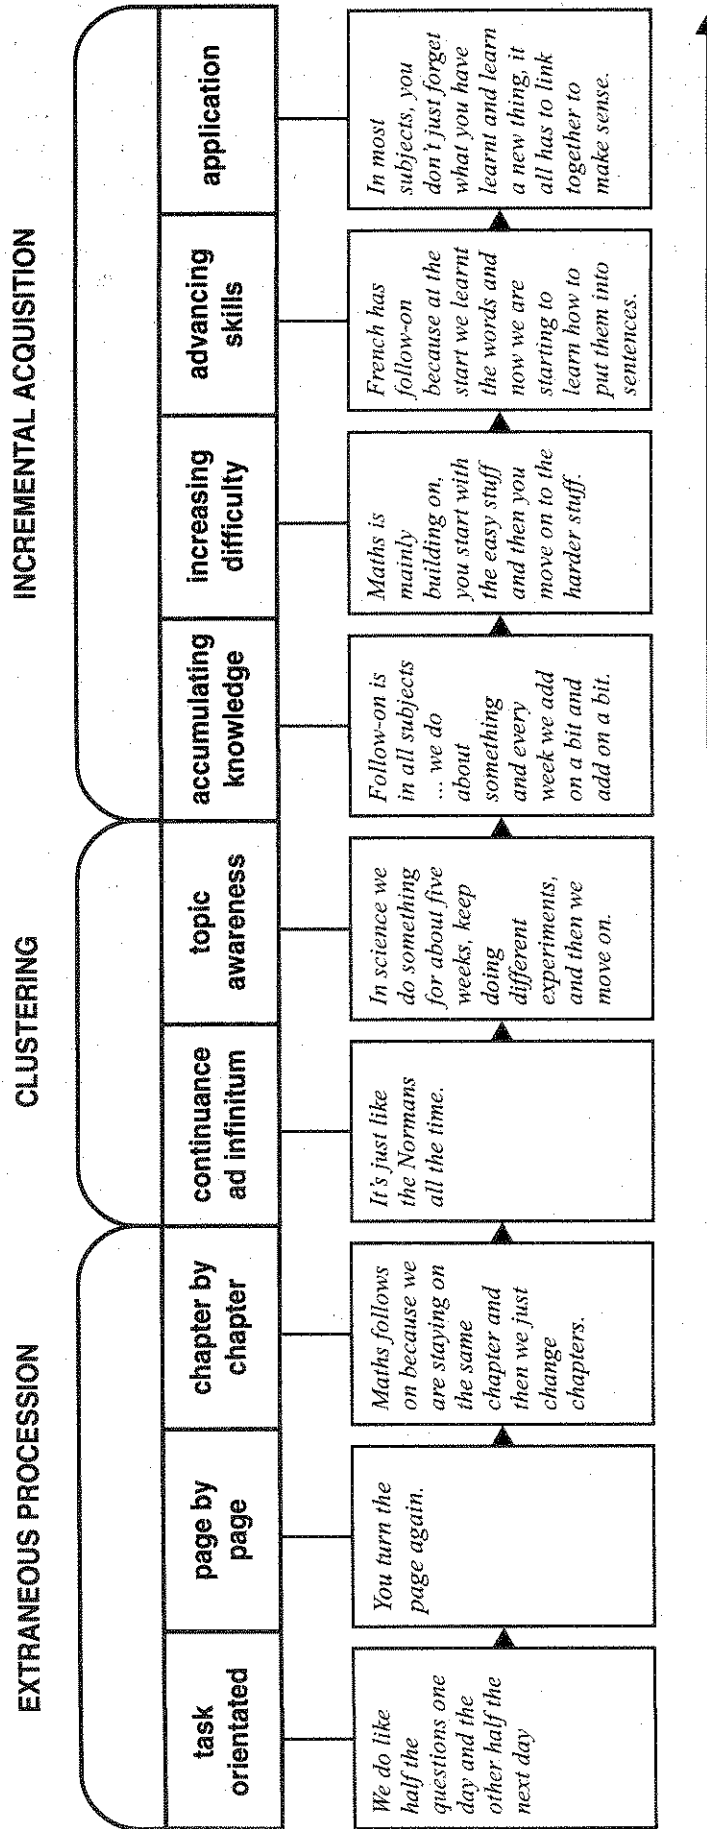 EXTRANEOUS PROCESSION
CLUSTERING
INCREMENTAL ACQUISITION
task
orientated
page by
page
chapter by
chapter
continuance
ad infinitum
topic
awareness
accumulating
knowledge
increasing
difficulty
advancing
skills
application
We do like
half the
questions one
day and the
other half the
next day
You turn the
page again.
Maths follows
on because we
are staying on
the same
chapter and
then we just
change
chapters.
It's just like
the Normans
all the time.
In science we
do something
for about five
weeks, keep
doing
different
experiments,
and then we
move on.
Follow-on is
in all subjects
... we do
about
something
and every
week we add
on a bit and
add on a bit.
Maths is
mainly
building on,
you start with
the easy stuff
and then you
move on to the
harder stuff.
French has
follow-on
because at the
start we learnt
the words and
now we are
starting to
learn how to
put them into
sentences.
In most
subjects, you
don't just forget
what you have
learnt and learn
a new thing, it
all has to link
together to
make sense.